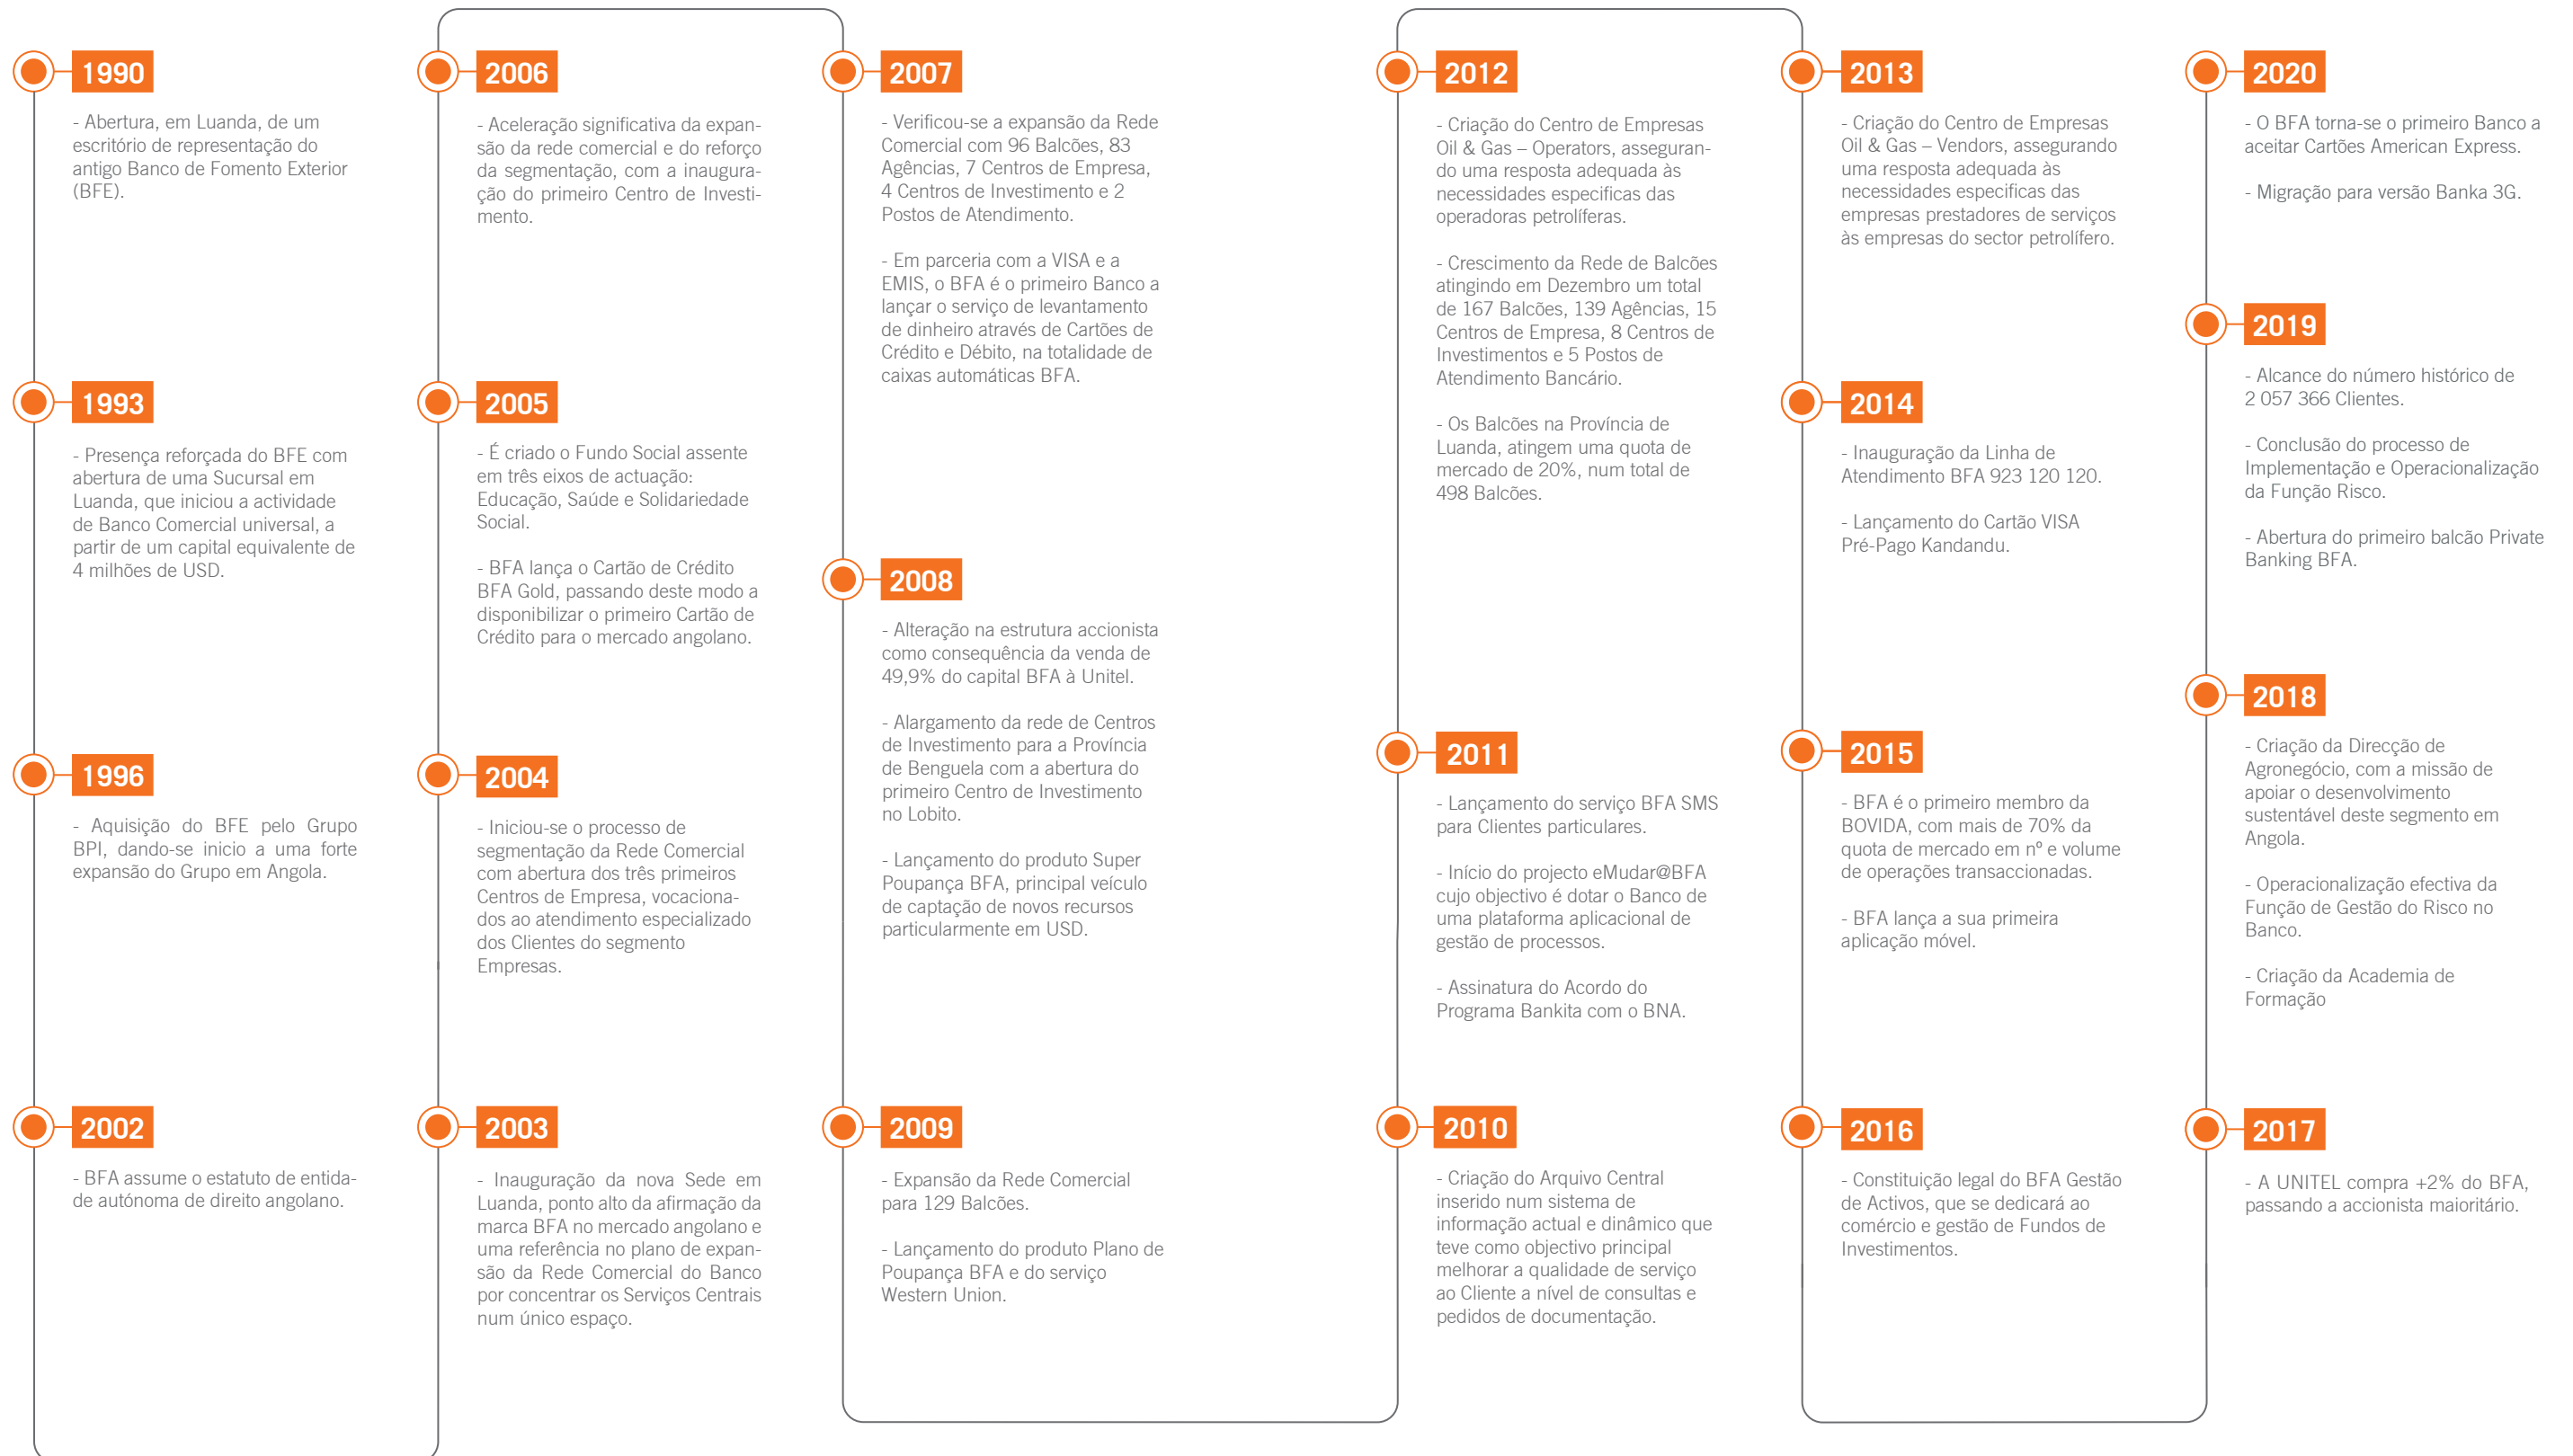 1990
- Abertura, em Luanda, de um
escritório de representação do
antigo Banco de Fomento Exterior
(BFE).
1993
- Presença reforçada do BFE com
abertura de uma Sucursal em
Luanda, que iniciou a actividade
de Banco Comercial universal, a
partir de um capital equivalente de
4 milhões de USD.
1996
- Aquisição do BFE pelo Grupo
BPI, dando-se inicio a uma forte
expansão do Grupo em Angola.
2002
- BFA assume o estatuto de entida-
de autónoma de direito angolano.
2003
- Inauguração da nova Sede em
Luanda, ponto alto da afirmação da
marca BFA no mercado angolano e
uma referência no plano de expan-
são da Rede Comercial do Banco
por concentrar os Serviços Centrais
num único espaço.
2004
- Iniciou-se o processo de
segmentação da Rede Comercial
com abertura dos três primeiros
Centros de Empresa, vocaciona-
dos ao atendimento especializado
dos Clientes do segmento
Empresas.
2005
- É criado o Fundo Social assente
em três eixos de actuação:
Educação, Saúde e Solidariedade
Social.
- BFA lança o Cartão de Crédito
BFA Gold, passando deste modo a
disponibilizar o primeiro Cartão de
Crédito para o mercado angolano.
2006
- Aceleração significativa da expan-
são da rede comercial e do reforço
da segmentação, com a inaugura-
ção do primeiro Centro de Investi-
mento.
2007
- Verificou-se a expansão da Rede
Comercial com 96 Balcões, 83
Agências, 7 Centros de Empresa,
4 Centros de Investimento e 2
Postos de Atendimento.
- Em parceria com a VISA e a
EMIS, o BFA é o primeiro Banco a
lançar o serviço de levantamento
de dinheiro através de Cartões de
Crédito e Débito, na totalidade de
caixas automáticas BFA.
2008
- Alteração na estrutura accionista
como consequência da venda de
49,9% do capital BFA à Unitel.
- Alargamento da rede de Centros
de Investimento para a Província
de Benguela com a abertura do
primeiro Centro de Investimento
no Lobito.
- Lançamento do produto Super
Poupança BFA, principal veículo
de captação de novos recursos
particularmente em USD.
2009
- Expansão da Rede Comercial
para 129 Balcões.
- Lançamento do produto Plano de
Poupança BFA e do serviço
Western Union.
2010
- Criação do Arquivo Central
inserido num sistema de
informação actual e dinâmico que
teve como objectivo principal
melhorar a qualidade de serviço
ao Cliente a nível de consultas e
pedidos de documentação.
2011
- Lançamento do serviço BFA SMS
para Clientes particulares.
- Início do projecto eMudar@BFA
cujo objectivo é dotar o Banco de
uma plataforma aplicacional de
gestão de processos.
- Assinatura do Acordo do
Programa Bankita com o BNA.
2012
- Criação do Centro de Empresas
Oil & Gas – Operators, asseguran-
do uma resposta adequada às
necessidades especificas das
operadoras petrolíferas.
- Crescimento da Rede de Balcões
atingindo em Dezembro um total
de 167 Balcões, 139 Agências, 15
Centros de Empresa, 8 Centros de
Investimentos e 5 Postos de
Atendimento Bancário.
- Os Balcões na Província de
Luanda, atingem uma quota de
mercado de 20%, num total de
498 Balcões.
2013
- Criação do Centro de Empresas
Oil & Gas – Vendors, assegurando
uma resposta adequada às
necessidades especificas das
empresas prestadores de serviços
às empresas do sector petrolífero.
2014
- Inauguração da Linha de
Atendimento BFA 923 120 120.
- Lançamento do Cartão VISA
Pré-Pago Kandandu.
2015
- BFA é o primeiro membro da
BOVIDA, com mais de 70% da
quota de mercado em nº e volume
de operações transaccionadas.
- BFA lança a sua primeira
aplicação móvel.
2016
- Constituição legal do BFA Gestão
de Activos, que se dedicará ao
comércio e gestão de Fundos de
Investimentos.
2017
- A UNITEL compra +2% do BFA,
passando a accionista maioritário.
2018
- Criação da Direcção de
Agronegócio, com a missão de
apoiar o desenvolvimento
sustentável deste segmento em
Angola.
- Operacionalização efectiva da
Função de Gestão do Risco no
Banco.
- Criação da Academia de
Formação
2019
- Alcance do número histórico de
2 057 366 Clientes.
- Conclusão do processo de
Implementação e Operacionalização
da Função Risco.
- Abertura do primeiro balcão Private
Banking BFA.
2020
- O BFA torna-se o primeiro Banco a
aceitar Cartões American Express.
- Migração para versão Banka 3G.